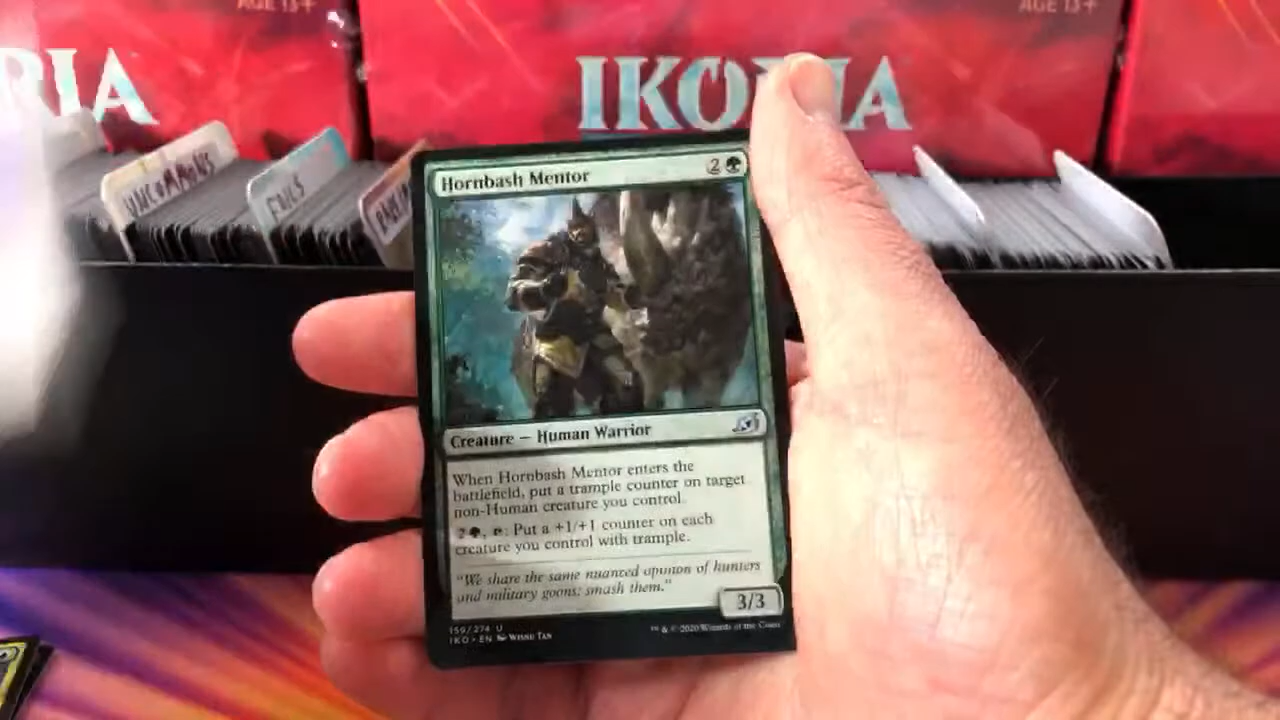 AGE 13+
AGE 13+
RIA
IKORIA
UNCOMMONS
FOILS
Hornbash Mentor
2
Creature — Human Warrior
When Hornbash Mentor enters the
battlefield, put a trample counter on target
non-Human creature you control.
2 , : Put a +1/+1 counter on each
creature you control with trample.
"We share the same nuanced opinion of hunters
and military goons: smash them."
3/3
159/274 U
IKO • EN Wisnu Tan
™ & © 2020 Wizards of the Coast